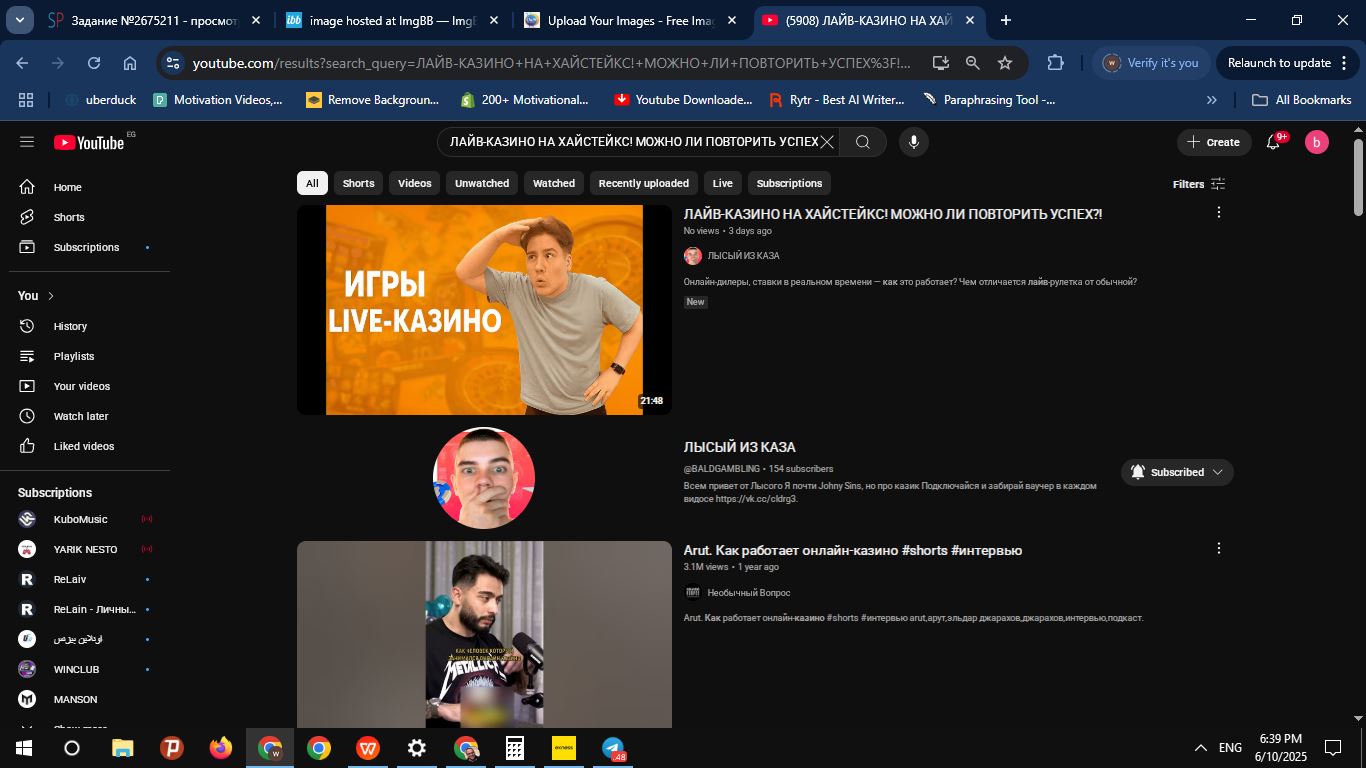 Задание №2675211 - просмотр
image hosted at ImgBB — ImgB
Upload Your Images - Free Imag
(5908) ЛАЙВ-КАЗИНО НА ХАЙ
youtube.com/results?search_query=ЛАЙВ-КАЗИНО+НА+ХАЙСТЕЙКС!+МОЖНО+ЛИ+ПОВТОРИТЬ+УСПЕХ%3F!...
Verify it's you
Relaunch to update
uberduck
Motivation Videos,...
Remove Backgroun...
200+ Motivational...
Youtube Downloade...
Rytr - Best AI Writer...
Paraphrasing Tool -...
All Bookmarks
YouTube EG
ЛАЙВ-КАЗИНО НА ХАЙСТЕЙКС! МОЖНО ЛИ ПОВТОРИТЬ УСПЕХ
Create
9+
b
All
Shorts
Videos
Unwatched
Watched
Recently uploaded
Live
Subscriptions
Filters
Home
Shorts
Subscriptions
You
History
Playlists
Your videos
Watch later
Liked videos
Subscriptions
KuboMusic
YARIK NESTO
ReLaiv
ReLain - Личны...
اونلاين بيزنس
WINCLUB
MANSON
ИГРЫ
LIVE-КАЗИНО
21:48
ЛАЙВ-КАЗИНО НА ХАЙСТЕЙКС! МОЖНО ЛИ ПОВТОРИТЬ УСПЕХ?!
No views • 3 days ago
ЛЫСЫЙ ИЗ КАЗА
Онлайн-дилеры, ставки в реальном времени — как это работает? Чем отличается лайв-рулетка от обычной?
New
ЛЫСЫЙ ИЗ КАЗА
@BALDGAMBLING • 154 subscribers
Всем привет от Лысого Я почти Johny Sins, но про казик Подключайся и забирай ваучер в каждом
видосе https://vk.cc/cldrg3.
Subscribed
Arut. Как работает онлайн-казино #shorts #интервью
3.1M views • 1 year ago
Необычный Вопрос
Arut. Как работает онлайн-казино #shorts #интервью arut,арут,эльдар джарахов,джарахов,интервью,подкаст.
КАК ЧЕЛОВЕК КОТОРЫЙ
METALLICA
exness
48
ENG
6:39 PM
6/10/2025